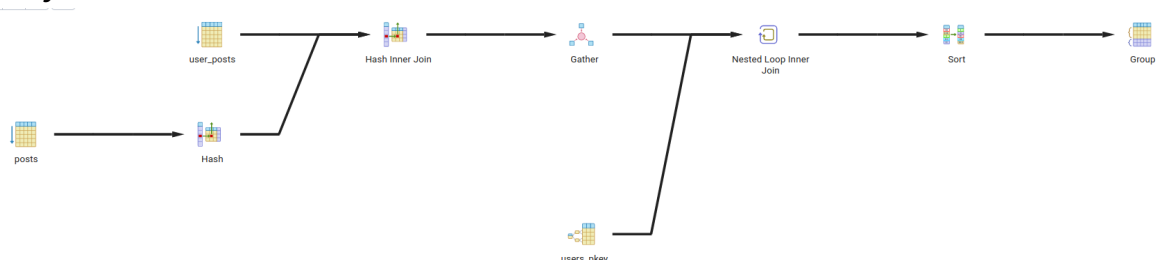 user_posts
Hash Inner Join
Gather
Nested Loop Inner
Join
Sort
Group
posts
Hash
users_pkey